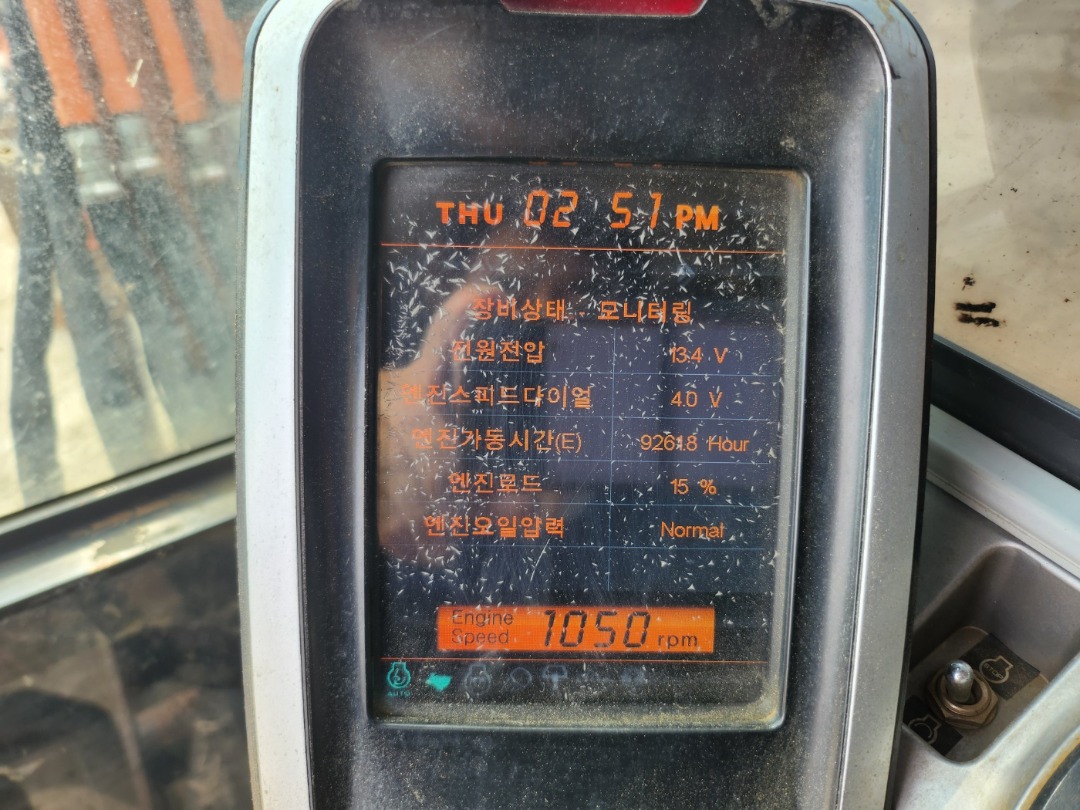 THU 02 51 PM
장비상태 - 모니터링
전원전압 13.4 V
엔진스피드다이얼 4.0 V
엔진가동시간(E) 9261.8 Hour
엔진로드 15 %
엔진오일압력 Normal
Engine Speed 1050 rpm
AUTO